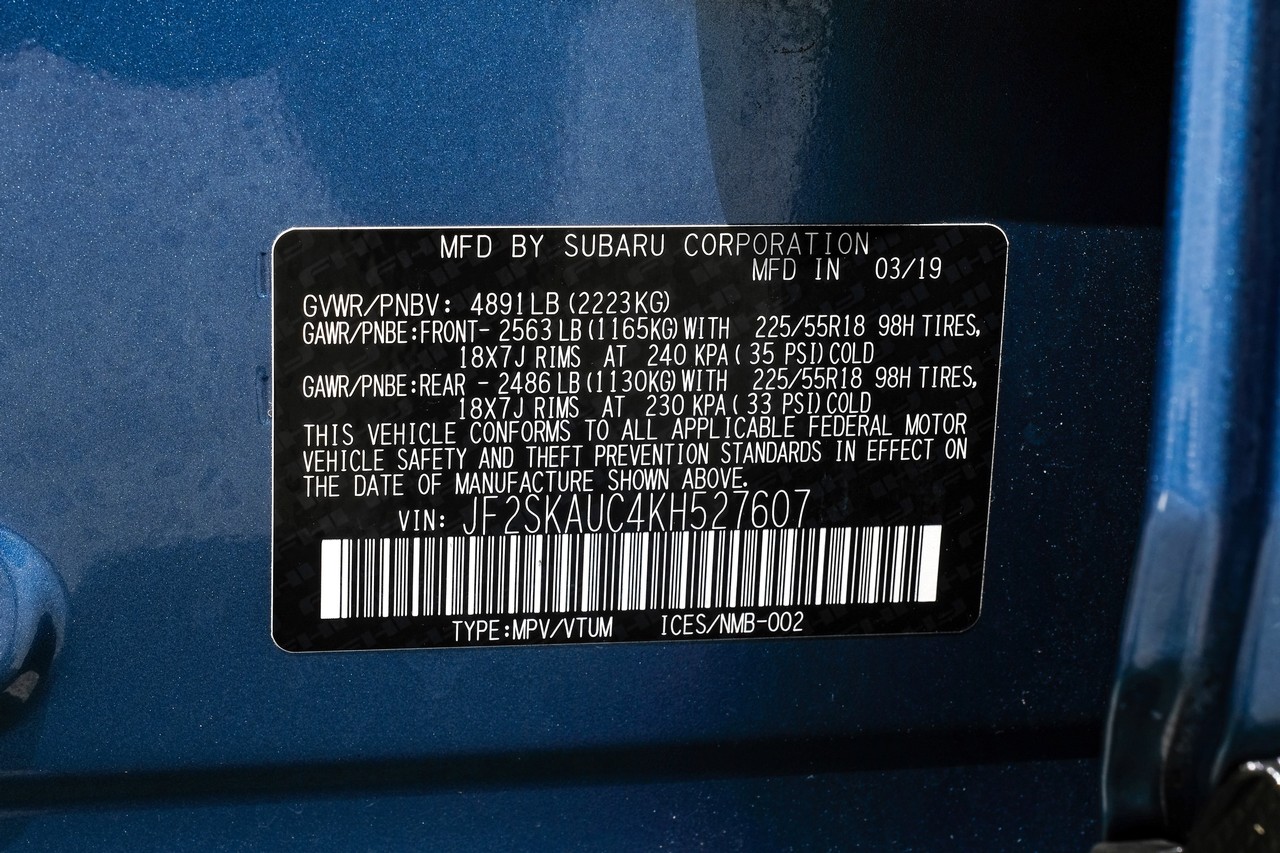 MFD BY SUBARU CORPORATION
MFD IN 03/19
GVWR/PNBV: 4891LB (2223KG)
GAWR/PNBE:FRONT- 2563 LB (1165KG) WITH 225/55R18 98H TIRES,
18X7J RIMS AT 240 KPA ( 35 PSI) COLD
GAWR/PNBE:REAR - 2486 LB (1130KG) WITH 225/55R18 98H TIRES,
18X7J RIMS AT 230 KPA ( 33 PSI) COLD
THIS VEHICLE CONFORMS TO ALL APPLICABLE FEDERAL MOTOR
VEHICLE SAFETY AND THEFT PREVENTION STANDARDS IN EFFECT ON
THE DATE OF MANUFACTURE SHOWN ABOVE.
VIN: JF2SKAUC4KH527607
TYPE:MPV/VTUM ICES/NMB-002